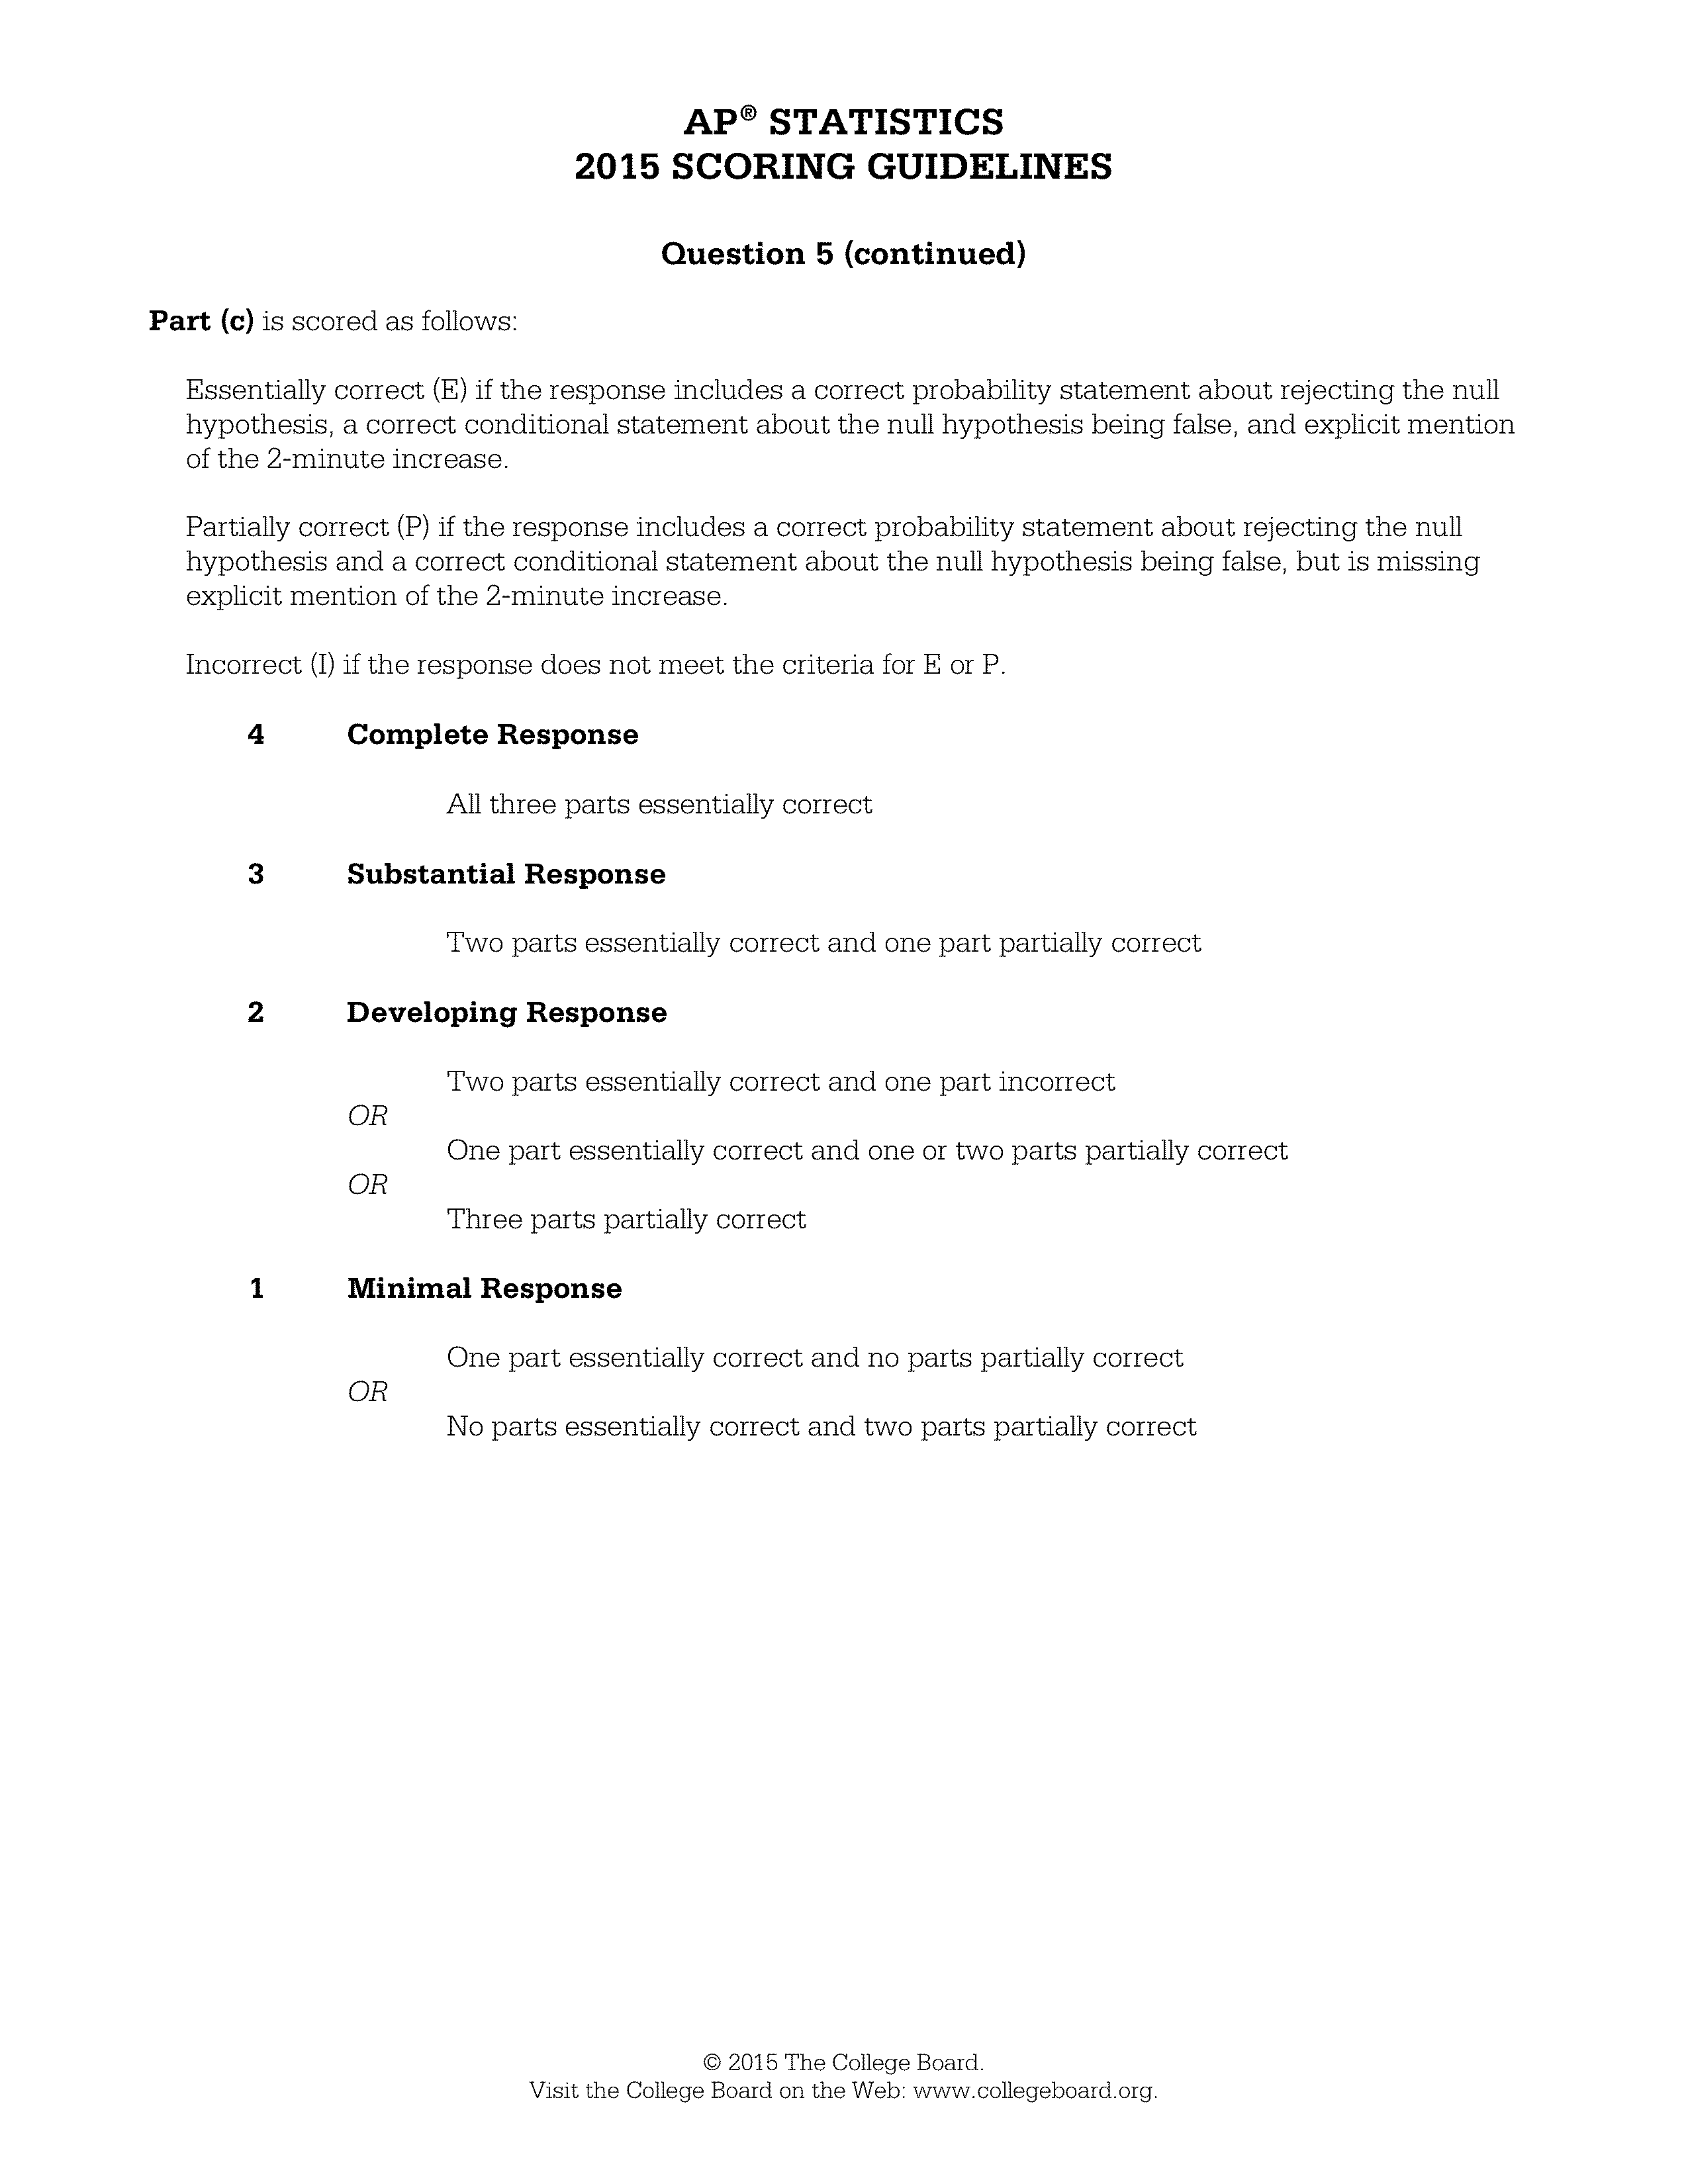 AP® STATISTICS
2015 SCORING GUIDELINES
Question 5 (continued)
Part (c) is scored as follows:
Essentially correct (E) if the response includes a correct probability statement about rejecting the null
hypothesis, a correct conditional statement about the null hypothesis being false, and explicit mention
of the 2-minute increase.
Partially correct (P) if the response includes a correct probability statement about rejecting the null
hypothesis and a correct conditional statement about the null hypothesis being false, but is missing
explicit mention of the 2-minute increase.
Incorrect (I) if the response does not meet the criteria for E or P.
4 Complete Response
All three parts essentially correct
3 Substantial Response
Two parts essentially correct and one part partially correct
2 Developing Response
Two parts essentially correct and one part incorrect
OR
One part essentially correct and one or two parts partially correct
OR
Three parts partially correct
1 Minimal Response
One part essentially correct and no parts partially correct
OR
No parts essentially correct and two parts partially correct
© 2015 The College Board.
Visit the College Board on the Web: www.collegeboard.org.